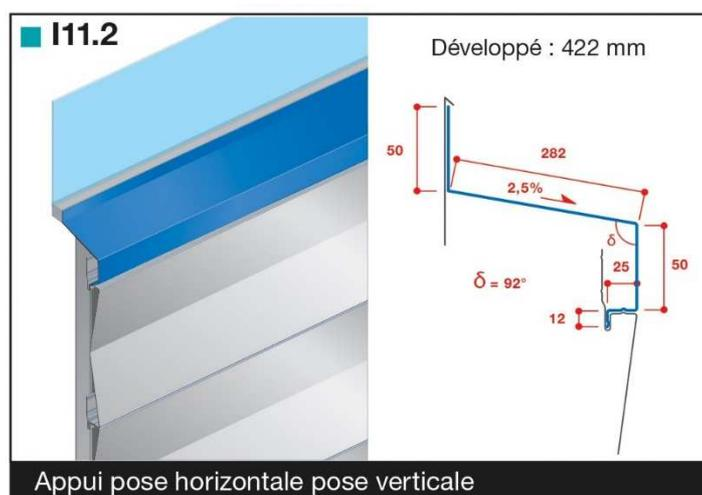 I11.2
Développé : 422 mm
50
282
2,5%
δ
25
50
δ = 92°
12
Appui pose horizontale pose verticale